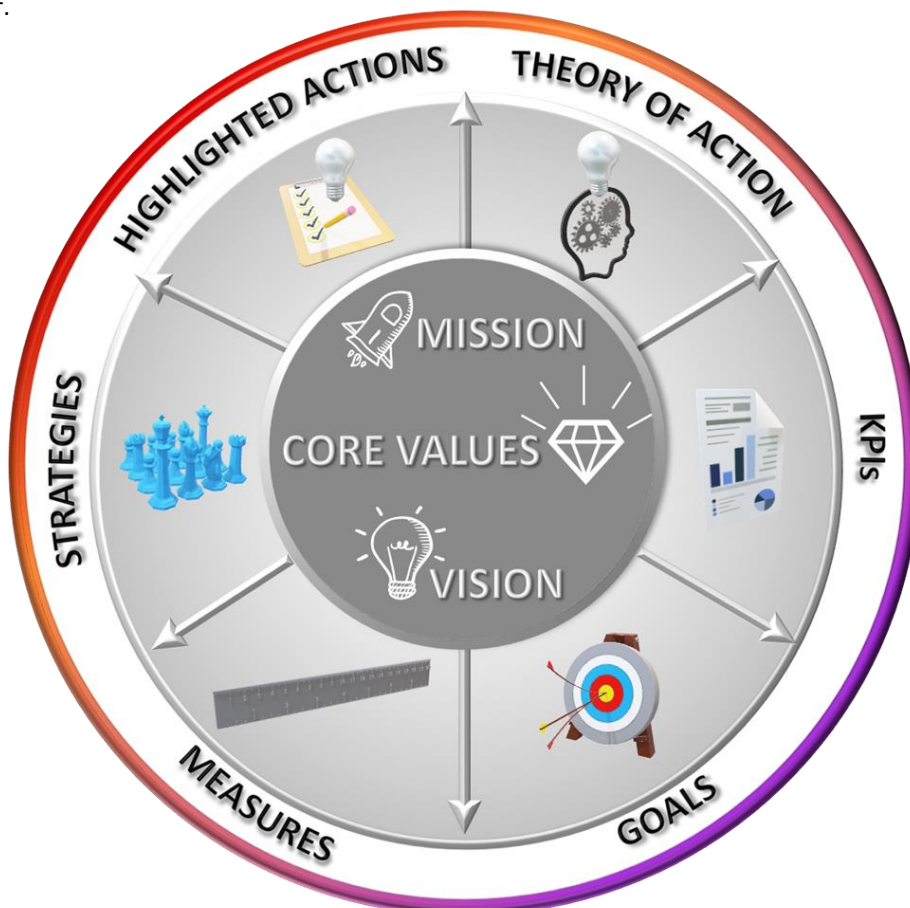 r.
HIGHLIGHTED ACTIONS
THEORY OF ACTION
KPIs
GOALS
MEASURES
STRATEGIES
MISSION
CORE VALUES
VISION